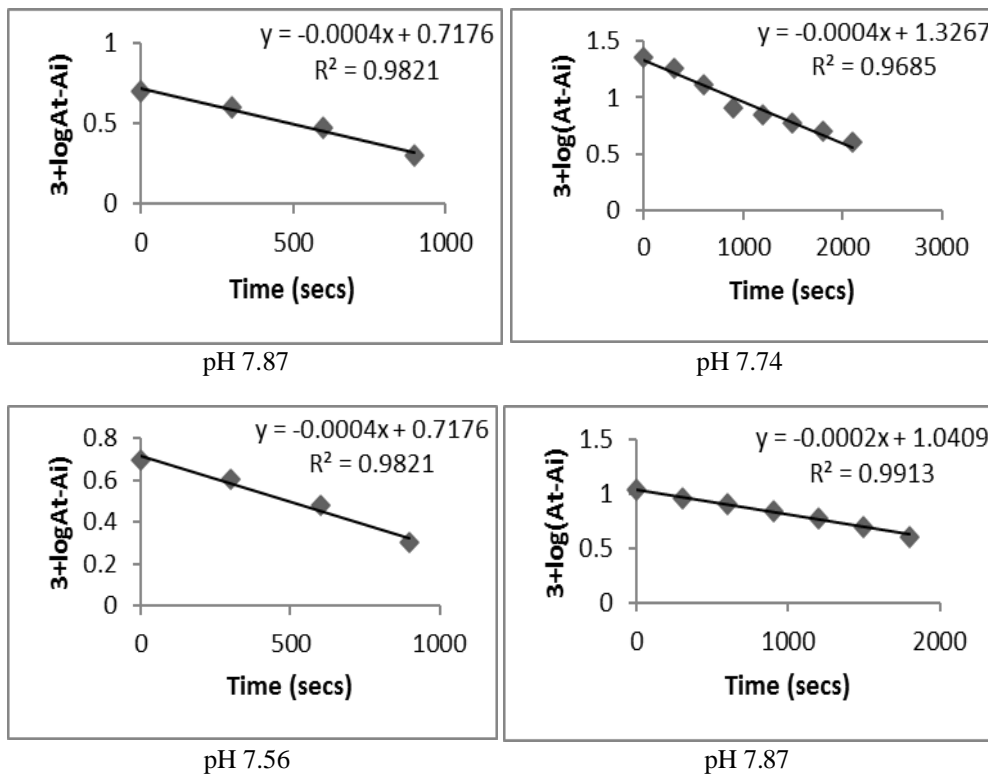 y = -0.0004x + 0.7176
R² = 0.9821
3+logAt-Ai
1
0.5
0
0
500
1000
Time (secs)
pH 7.87
y = -0.0004x + 1.3267
R² = 0.9685
3+log(At-Ai)
1.5
1
0.5
0
0
1000
2000
3000
Time (secs)
pH 7.74
y = -0.0004x + 0.7176
R² = 0.9821
3+logAt-Ai
0.8
0.6
0.4
0.2
0
0
500
1000
Time (secs)
pH 7.56
y = -0.0002x + 1.0409
R² = 0.9913
3+log(At-Ai)
1.5
1
0.5
0
0
1000
2000
Time (secs)
pH 7.87